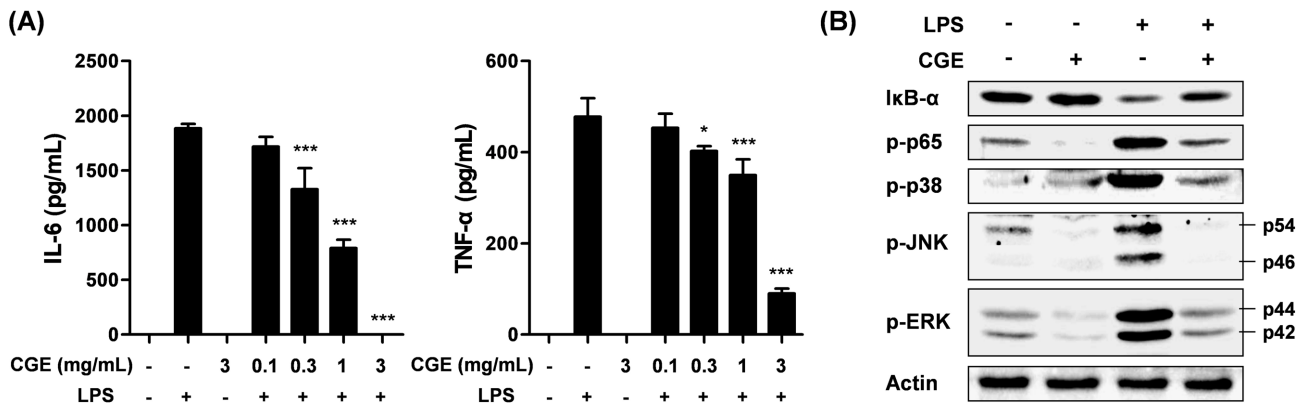 (A)
2500
2000
1500
1000
500
0
IL-6 (pg/mL)
***
***
***
CGE (mg/mL) - - 3 0.1 0.3 1 3
LPS - + - + + + +
600
400
200
0
TNF-α (pg/mL)
*
***
***
CGE (mg/mL) - - 3 0.1 0.3 1 3
LPS - + - + + + +
(B)
LPS - - + +
CGE - + - +
IκB-α
p-p65
p-p38
p-JNK
p54
p46
p-ERK
p44
p42
Actin